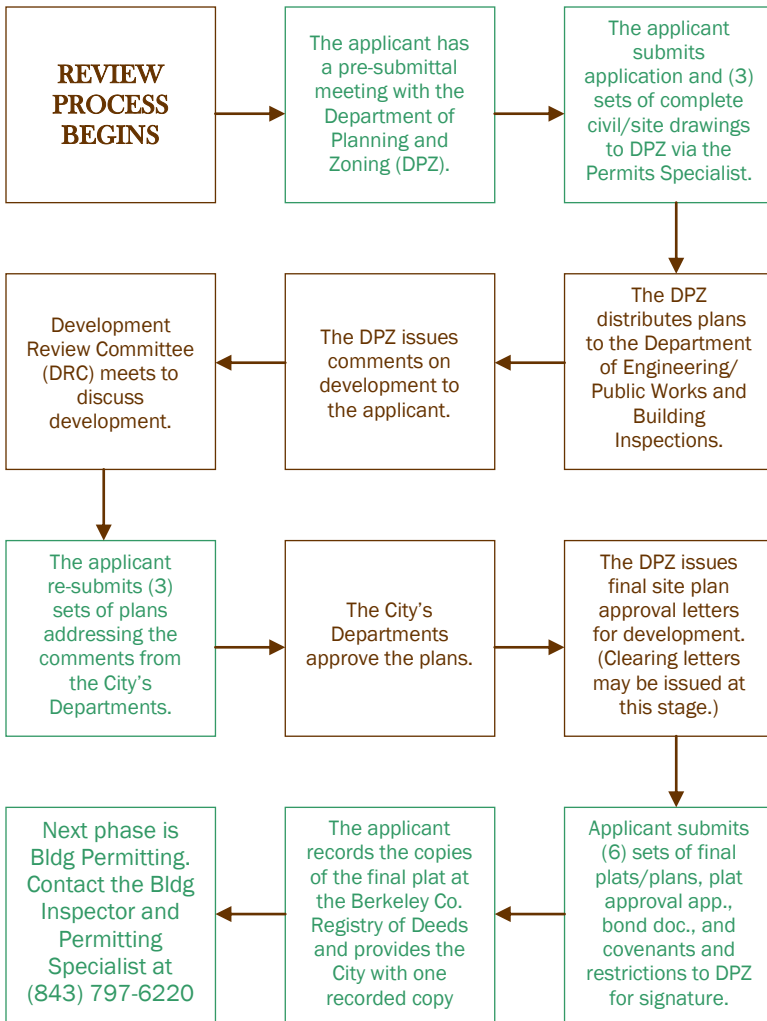 REVIEW
PROCESS
BEGINS
The applicant has
a pre-submittal
meeting with the
Department of
Planning and
Zoning (DPZ).
The applicant
submits
application and (3)
sets of complete
civil/site drawings
to DPZ via the
Permits Specialist.
The DPZ
distributes plans
to the Department
of Engineering/
Public Works and
Building
Inspections.
The DPZ issues
comments on
development to
the applicant.
Development
Review Committee
(DRC) meets to
discuss
development.
The applicant
re-submits (3)
sets of plans
addressing the
comments from
the City's
Departments.
The City's
Departments
approve the plans.
The DPZ issues
final site plan
approval letters
for development.
(Clearing letters
may be issued at
this stage.)
Applicant submits
(6) sets of final
plats/plans, plat
approval app.,
bond doc., and
covenants and
restrictions to DPZ
for signature.
The applicant
records the copies
of the final plat at
the Berkeley Co.
Registry of Deeds
and provides the
City with one
recorded copy
Next phase is
Bldg Permitting.
Contact the Bldg
Inspector and
Permitting
Specialist at
(843) 797-6220